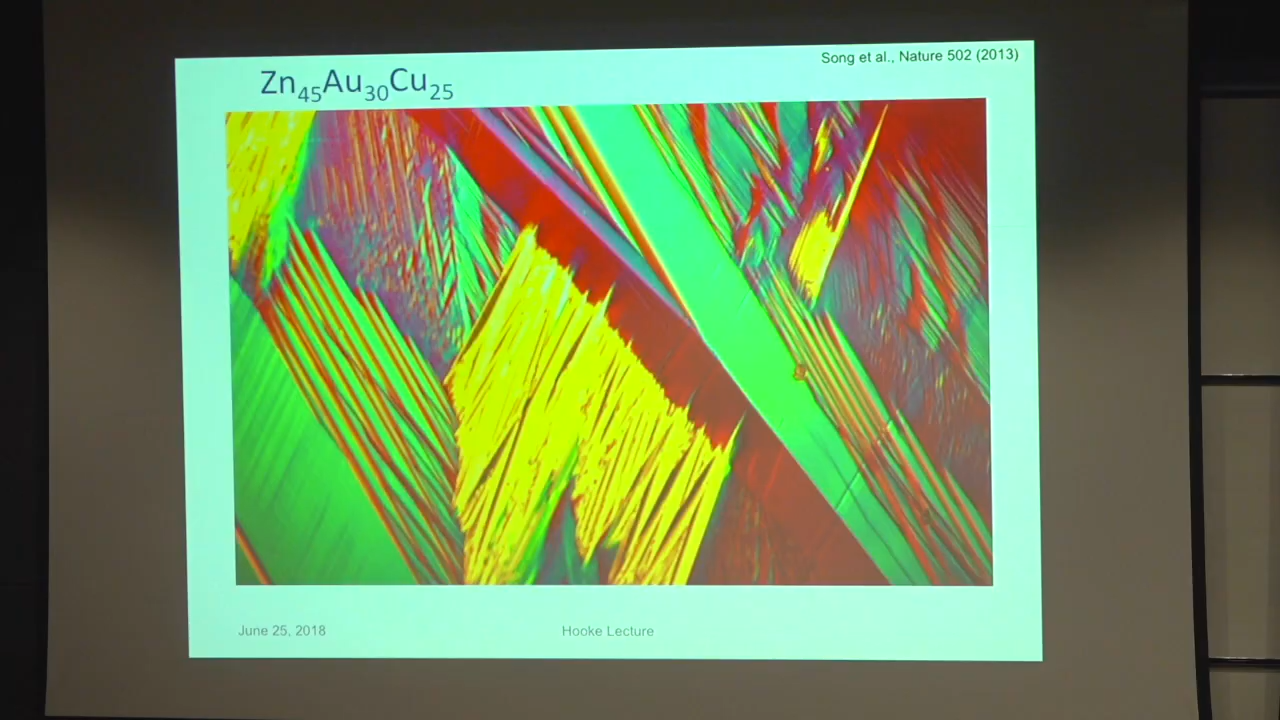 Song et al., Nature 502 (2013)
Zn₄₅Au₃₀Cu₂₅
June 25, 2018
Hooke Lecture